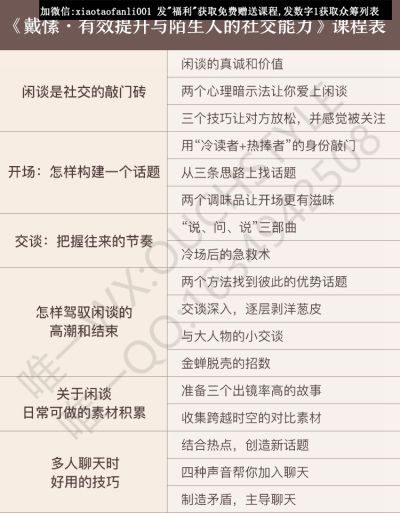 加微信:xiaotaofanli001 发"福利"获取免费赠送课程,发数字1获取众筹列表
《戴愫·有效提升与陌生人的社交能力》课程表
闲谈是社交的敲门砖
闲谈的真诚和价值
两个心理暗示法让你爱上闲谈
三个技巧让对方放松，并感觉被关注
开场：怎样构建一个话题
用“冷读者+热捧者”的身份敲门
从三条思路上找话题
两个调味品让开场更有滋味
交谈：把握往来的节奏
“说、问、说”三部曲
冷场后的急救术
怎样驾驭闲谈的
高潮和结束
两个方法找到彼此的优势话题
交谈深入，逐层剥洋葱皮
与大人物的小交谈
金蝉脱壳的招数
关于闲谈
日常可做的素材积累
准备三个出镜率高的故事
收集跨越时空的对比素材
多人聊天时
好用的技巧
结合热点，创造新话题
四种声音帮你加入聊天
制造矛盾，主导聊天
唯一VX:OUCHSTYLE
唯一QQ:1634942508